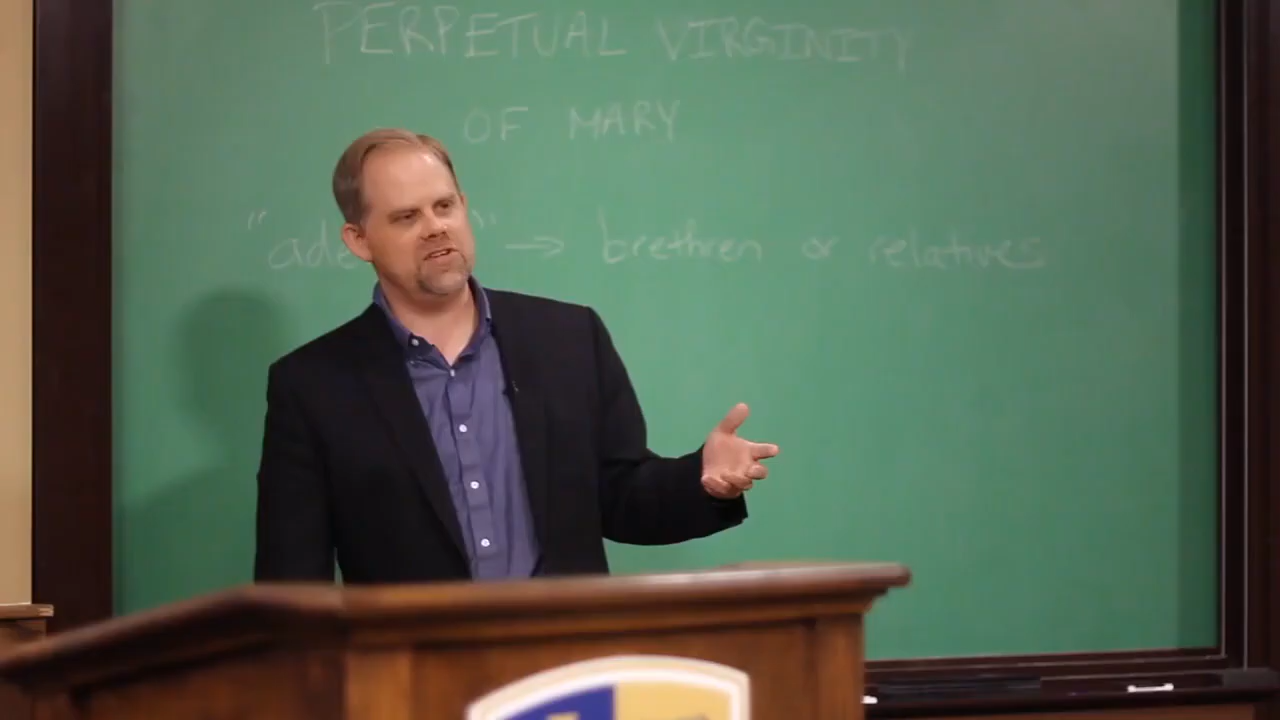 PERPETUAL VIRGINITY
OF MARY
" " → brethren or relatives